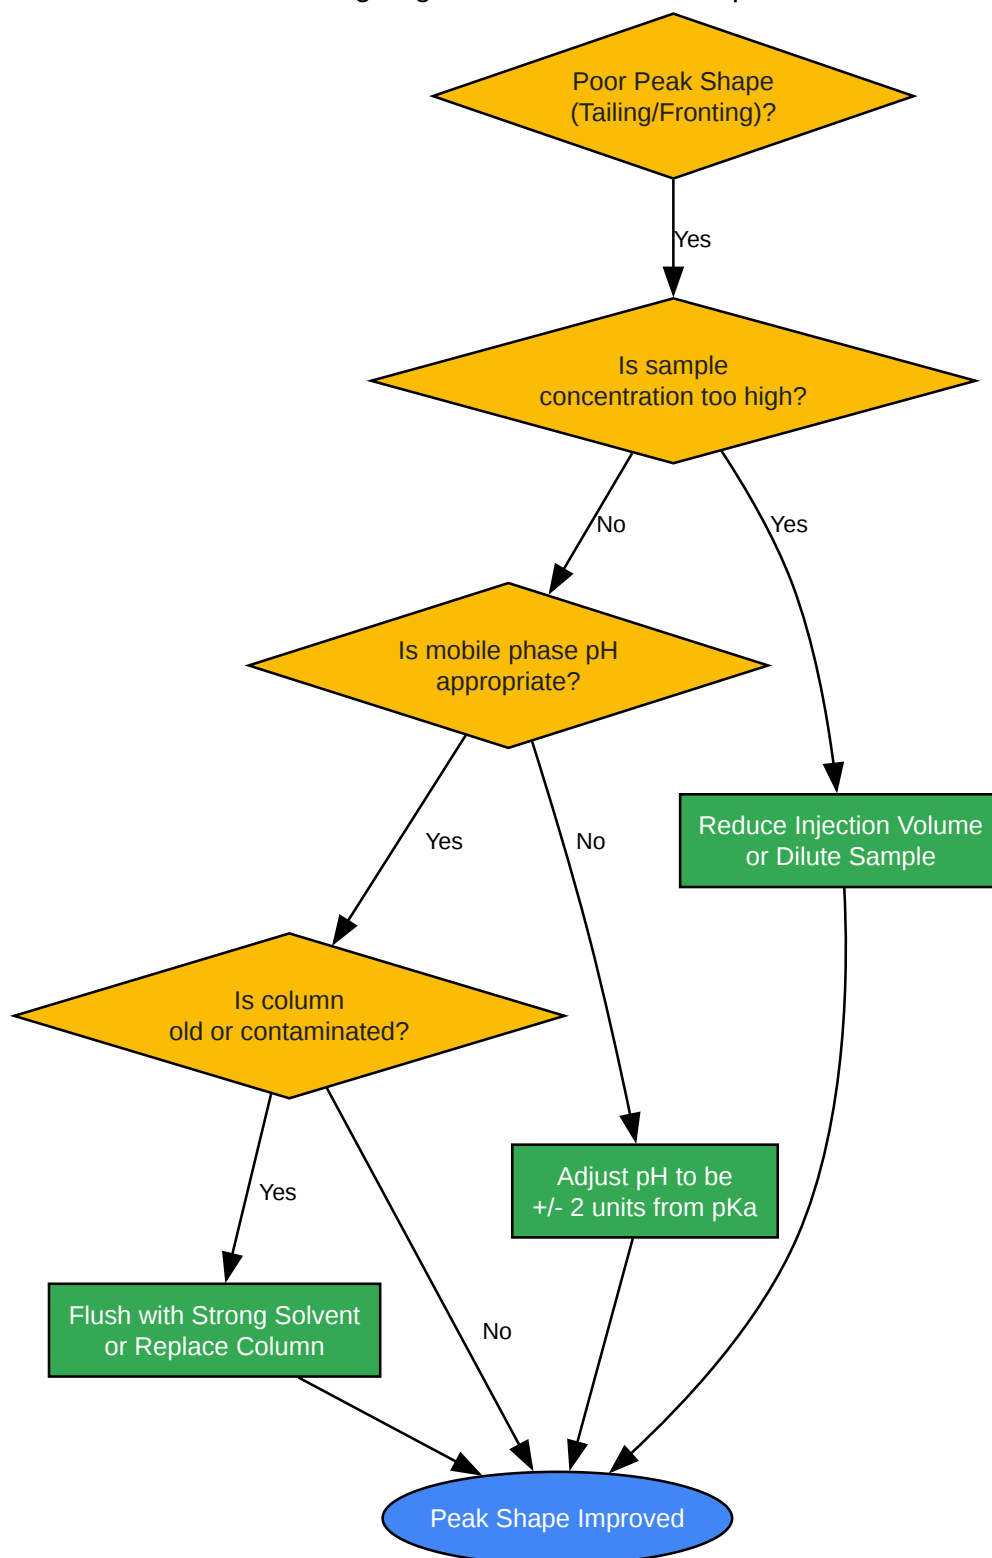 Poor Peak Shape
(Tailing/Fronting)?
Yes
Is sample
concentration too high?
No
Yes
Is mobile phase pH
appropriate?
Reduce Injection Volume
or Dilute Sample
Yes
No
Is column
old or contaminated?
Adjust pH to be
+/- 2 units from pKa
Yes
Flush with Strong Solvent
or Replace Column
No
Peak Shape Improved